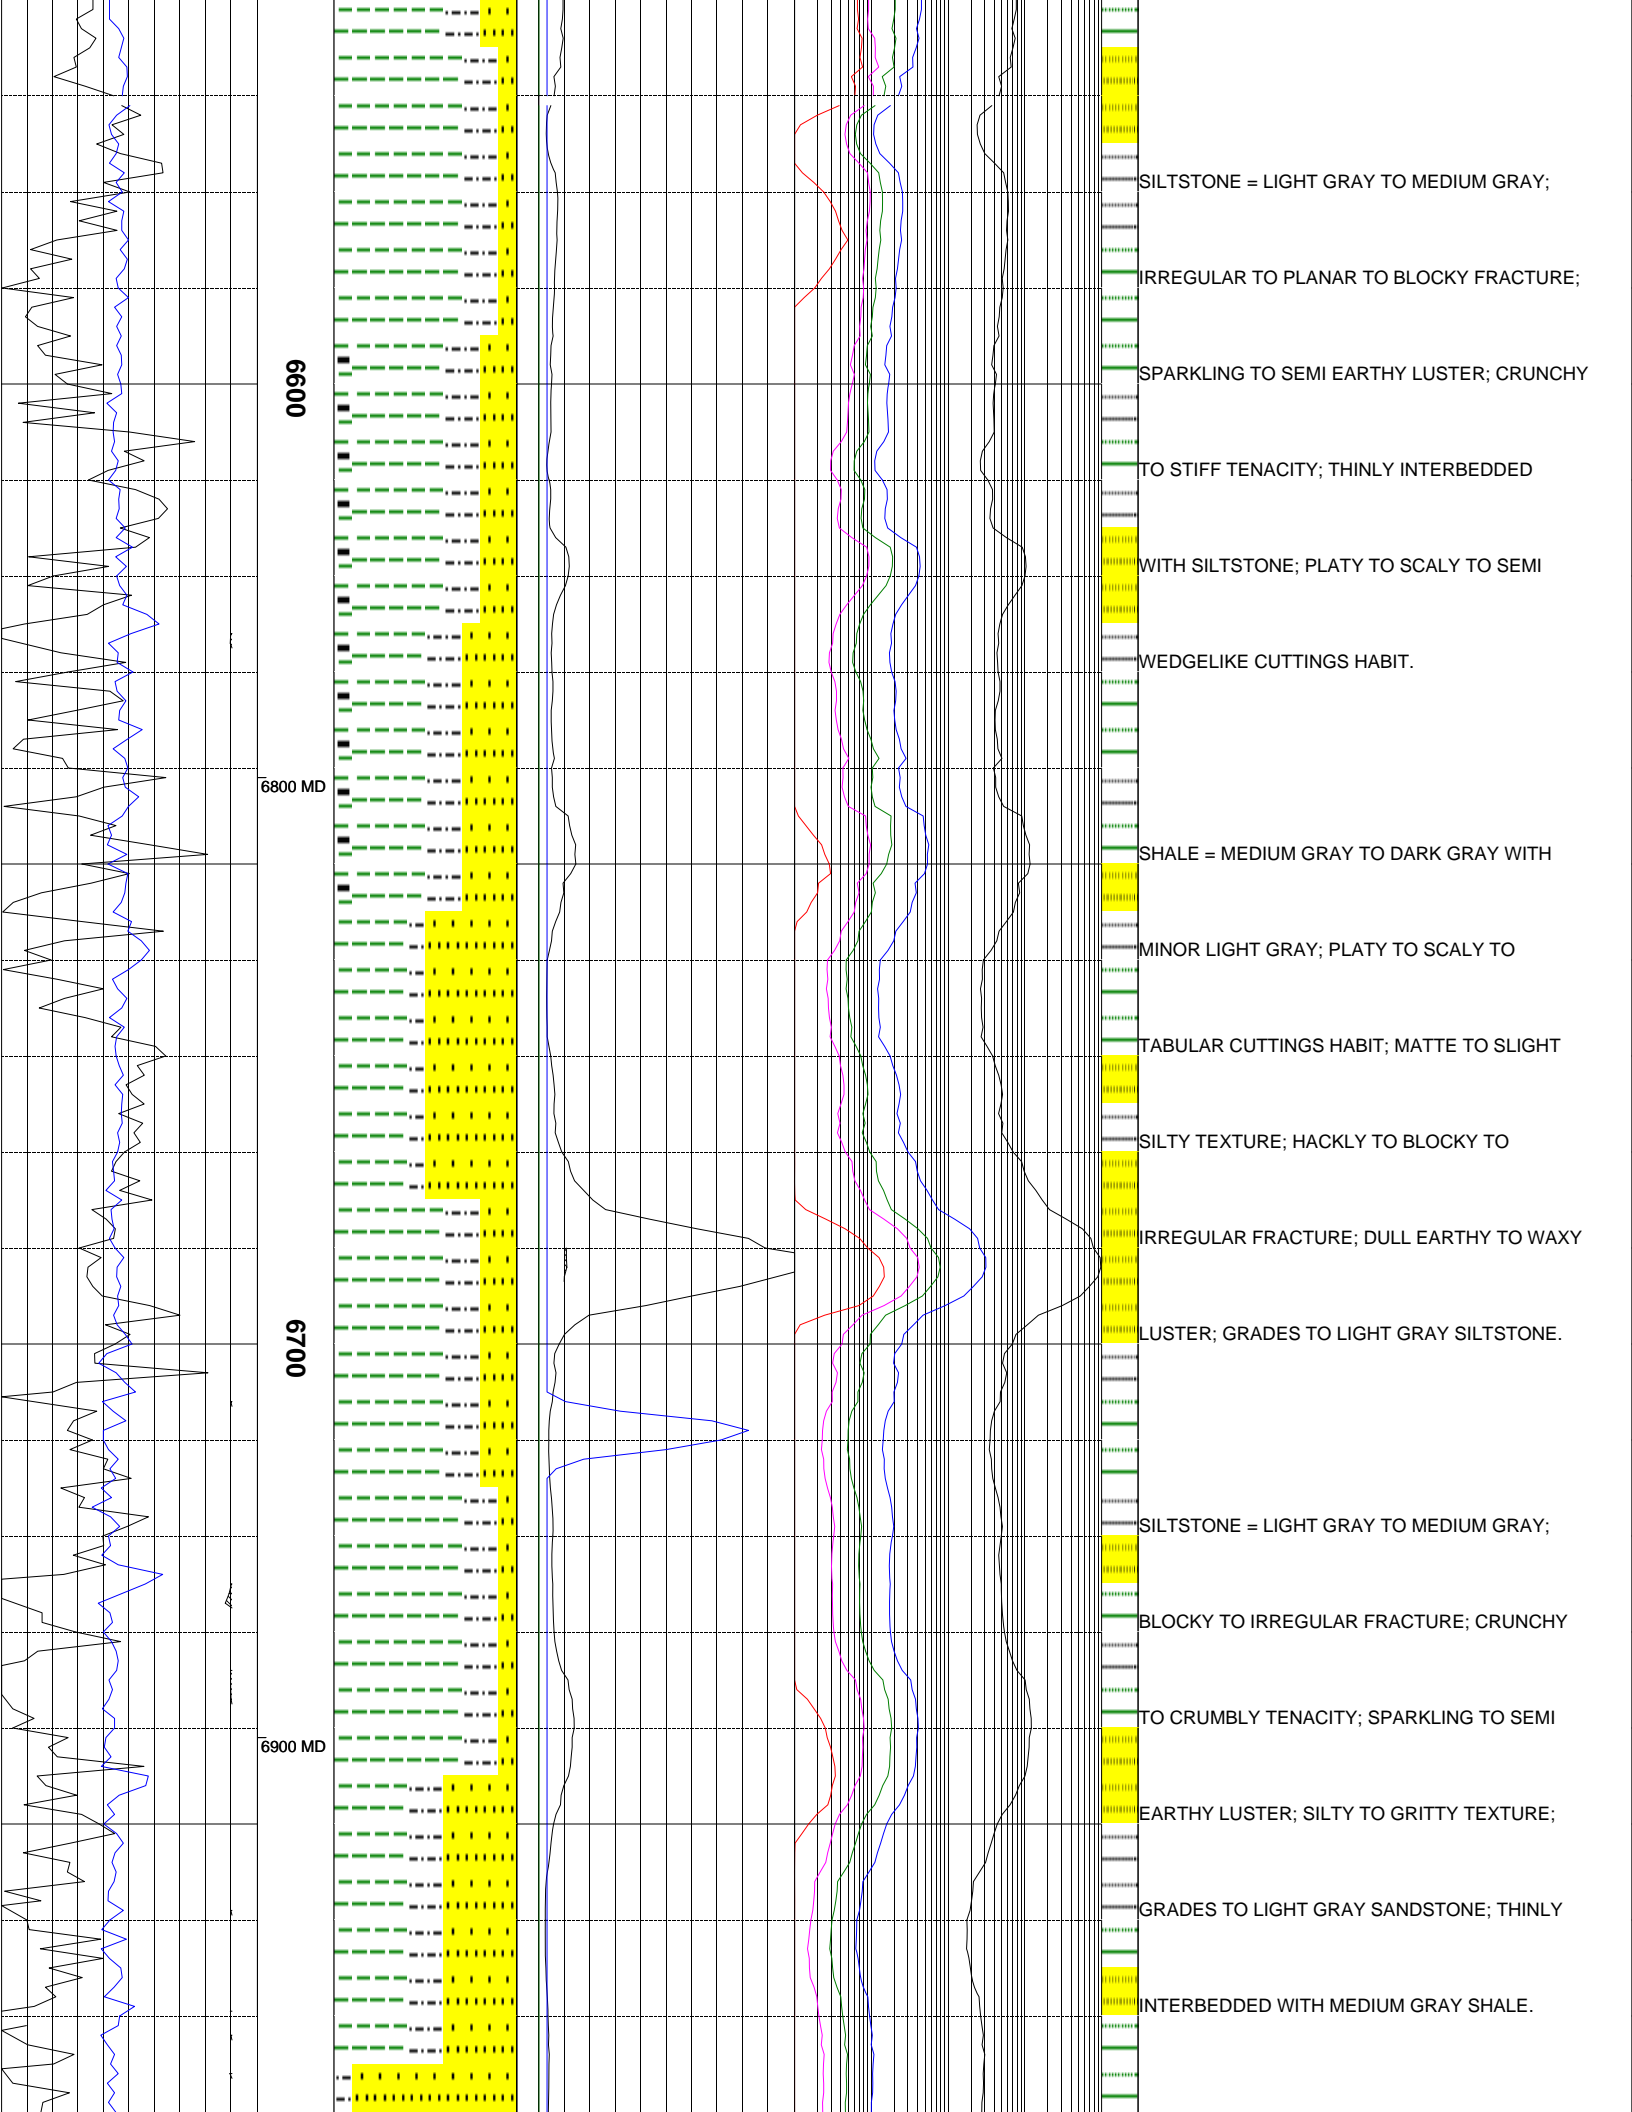 SILTSTONE = LIGHT GRAY TO MEDIUM GRAY;
IRREGULAR TO PLANAR TO BLOCKY FRACTURE;
SPARKLING TO SEMI EARTHY LUSTER; CRUNCHY
6600
TO STIFF TENACITY; THINLY INTERBEDDED
WITH SILTSTONE; PLATY TO SCALY TO SEMI
WEDGELIKE CUTTINGS HABIT.
6800 MD
SHALE = MEDIUM GRAY TO DARK GRAY WITH
MINOR LIGHT GRAY; PLATY TO SCALY TO
TABULAR CUTTINGS HABIT; MATTE TO SLIGHT
SILTY TEXTURE; HACKLY TO BLOCKY TO
IRREGULAR FRACTURE; DULL EARTHY TO WAXY
LUSTER; GRADES TO LIGHT GRAY SILTSTONE.
6700
SILTSTONE = LIGHT GRAY TO MEDIUM GRAY;
BLOCKY TO IRREGULAR FRACTURE; CRUNCHY
TO CRUMBLY TENACITY; SPARKLING TO SEMI
6900 MD
EARTHY LUSTER; SILTY TO GRITTY TEXTURE;
GRADES TO LIGHT GRAY SANDSTONE; THINLY
INTERBEDDED WITH MEDIUM GRAY SHALE.